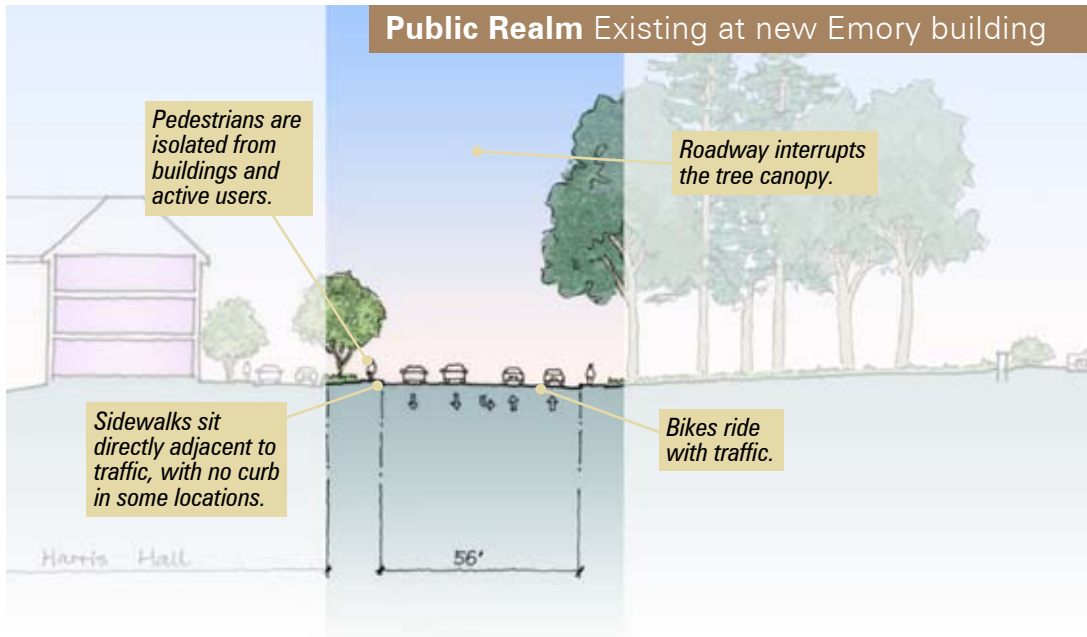 Public Realm Existing at new Emory building
Pedestrians are
isolated from
buildings and
active users.
Roadway interrupts
the tree canopy.
Sidewalks sit
directly adjacent to
traffic, with no curb
in some locations.
Bikes ride
with traffic.
Harris Hall
56'